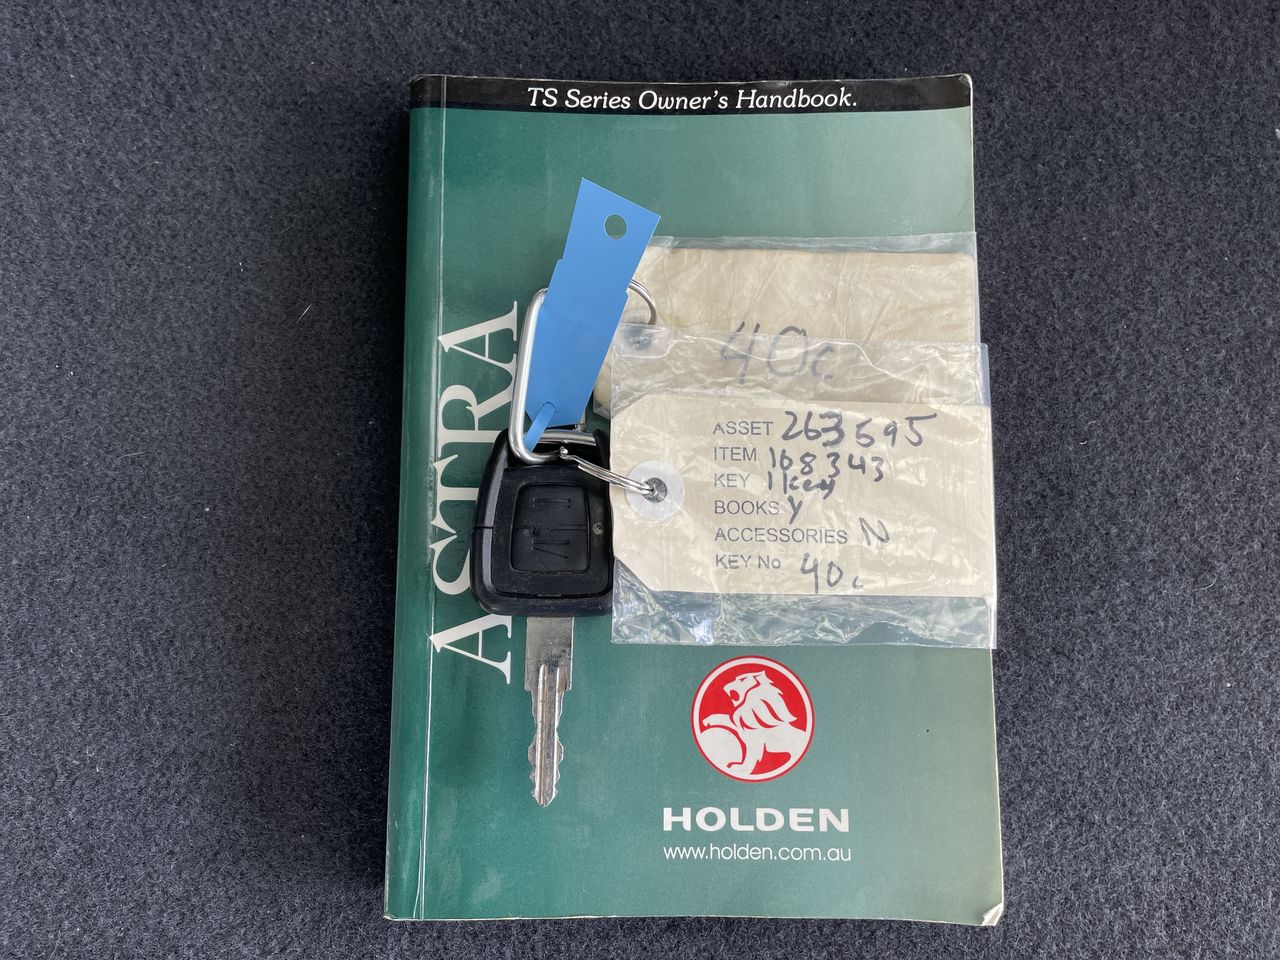 TS Series Owner's Handbook.
ASTRA
40c
ASSET 263595
ITEM 168343
KEY 1 key
BOOKS Y
ACCESSORIES N
KEY No 40c
HOLDEN
www.holden.com.au